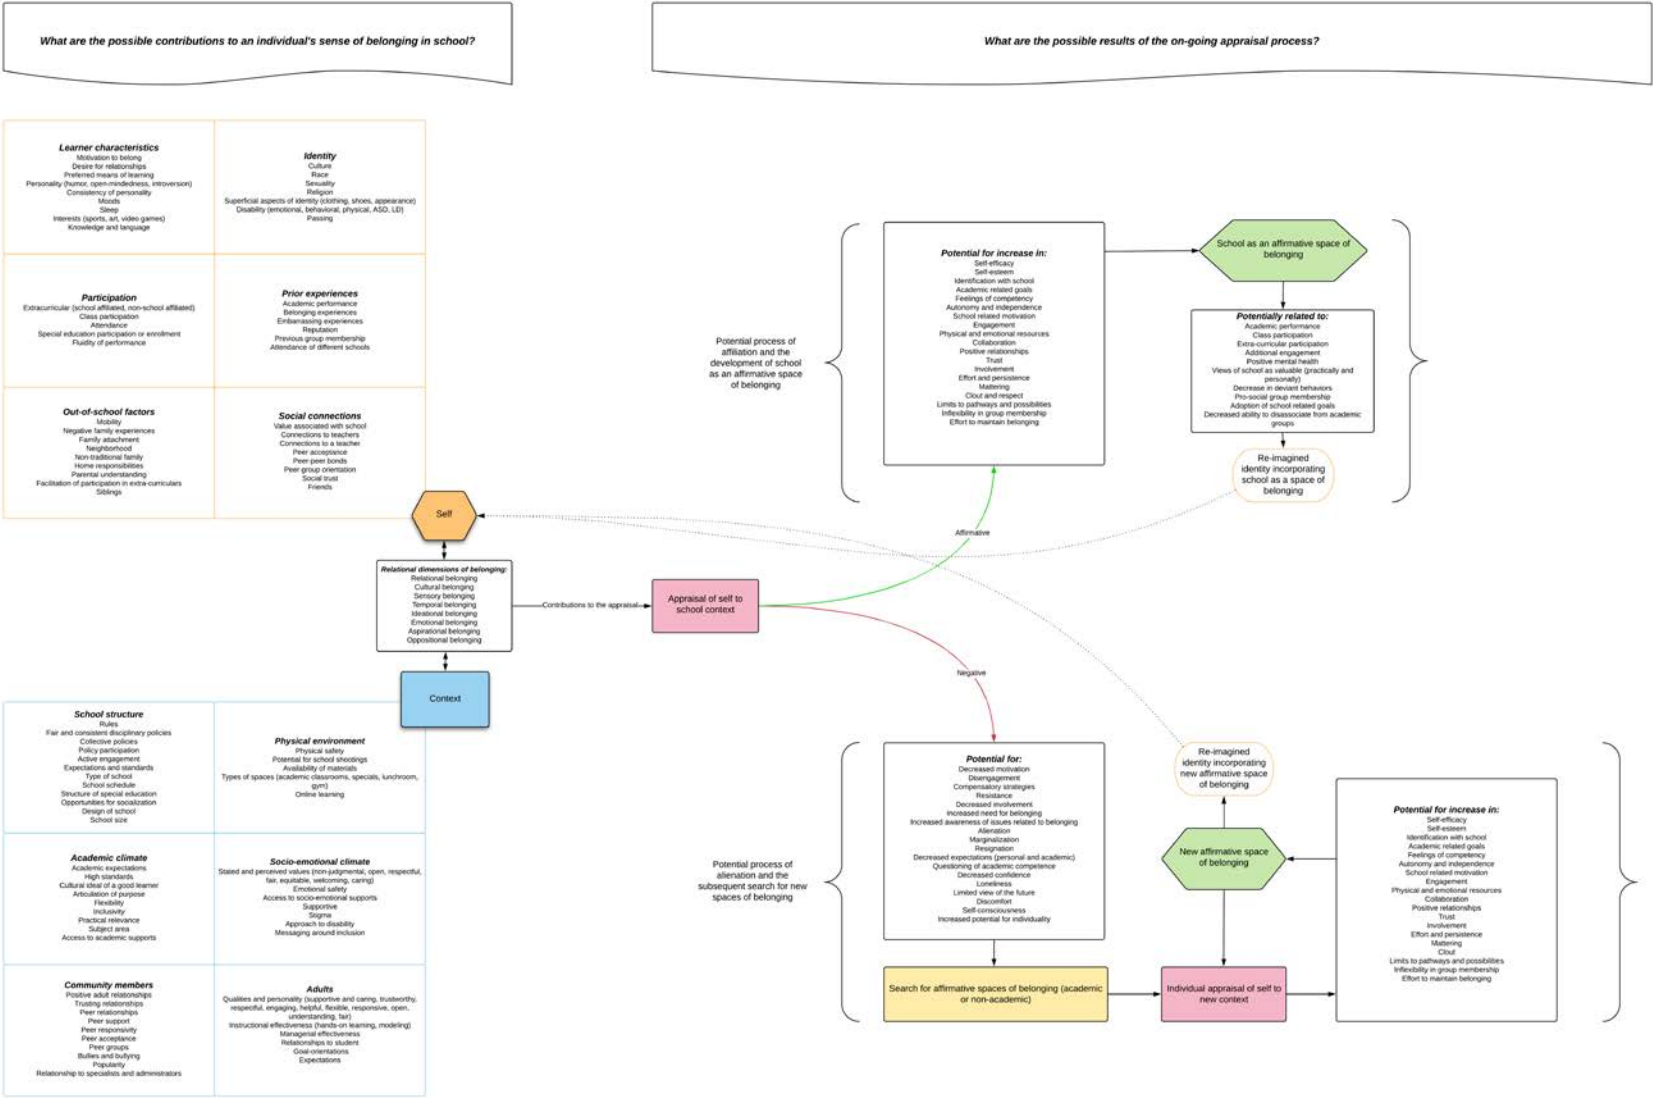 What are the possible contributions to an individual's sense of belonging in school?
What are the possible results of the on-going appraisal process?
Learner characteristics
Motivation to belong
Desire for relationships
Preferred means of learning
Personality (humor, open-mindedness, introversion)
Consistency of personality
Moods
Sleep
Interests (sports, art, video games)
Knowledge and language
Identity
Culture
Race
Sexuality
Religion
Superficial aspects of identity (clothing, shoes, appearance)
Disability (emotional, behavioral, physical, ASD, LD)
Passing
Participation
Extracurricular (school affiliated, non-school affiliated)
Class participation
Attendance
Special education participation or enrollment
Fluidity of performance
Prior experiences
Academic performance
Belonging experiences
Embarrassing experiences
Reputation
Previous group membership
Attendance of different schools
Out-of-school factors
Mobility
Negative family experiences
Family attachment
Neighborhood
Non-traditional family
Home responsibilities
Parental understanding
Facilitation of participation in extra-curriculars
Siblings
Social connections
Value associated with school
Connections to teachers
Connections to a teacher
Peer acceptance
Peer-peer bonds
Peer group orientation
Social trust
Friends
Self
Relational dimensions of belonging:
Relational belonging
Cultural belonging
Sensory belonging
Temporal belonging
Ideational belonging
Emotional belonging
Aspirational belonging
Oppositional belonging
Context
Contributions to the appraisal
Appraisal of self to
school context
Affirmative
Negative
School structure
Rules
Fair and consistent disciplinary policies
Collective policies
Policy participation
Active engagement
Expectations and standards
Type of school
School schedule
Structure of special education
Opportunities for socialization
Design of school
School size
Physical environment
Physical safety
Potential for school shootings
Availability of materials
Types of spaces (academic classrooms, specials, lunchroom,
gym)
Online learning
Academic climate
Academic expectations
High standards
Cultural ideal of a good learner
Articulation of purpose
Flexibility
Inclusivity
Practical relevance
Subject area
Access to academic supports
Socio-emotional climate
Stated and perceived values (non-judgmental, open, respectful,
fair, equitable, welcoming, caring)
Emotional safety
Access to socio-emotional supports
Supportive
Stigma
Approach to disability
Messaging around inclusion
Community members
Positive adult relationships
Trusting relationships
Peer relationships
Peer support
Peer responsivity
Peer acceptance
Peer groups
Bullies and bullying
Popularity
Relationship to specialists and administrators
Adults
Qualities and personality (supportive and caring, trustworthy,
respectful, engaging, helpful, flexible, responsive, open,
understanding, fair)
Instructional effectiveness (hands-on learning, modeling)
Managerial effectiveness
Relationships to student
Goal-orientations
Expectations
Potential process of
affiliation and the
development of school
as an affirmative space
of belonging
Potential for increase in:
Self-efficacy
Self-esteem
Identification with school
Academic related goals
Feelings of competency
Autonomy and independence
School related motivation
Engagement
Physical and emotional resources
Collaboration
Positive relationships
Trust
Involvement
Effort and persistence
Mattering
Clout and respect
Limits to pathways and possibilities
Inflexibility in group membership
Effort to maintain belonging
School as an affirmative space of
belonging
Potentially related to:
Academic performance
Class participation
Extra-curricular participation
Additional engagement
Positive mental health
Views of school as valuable (practically and
personally)
Decrease in deviant behaviors
Pro-social group membership
Adoption of school related goals
Decreased ability to disassociate from academic
groups
Re-imagined
identity incorporating
school as a space of
belonging
Potential process of
alienation and the
subsequent search for new
spaces of belonging
Potential for:
Decreased motivation
Disengagement
Compensatory strategies
Resistance
Decreased involvement
Increased need for belonging
Increased awareness of issues related to belonging
Alienation
Marginalization
Resignation
Decreased expectations (personal and academic)
Questioning of academic competence
Decreased confidence
Loneliness
Limited view of the future
Discomfort
Self-consciousness
Increased potential for individuality
Search for affirmative spaces of belonging (academic
or non-academic)
Individual appraisal of self to
new context
Re-imagined
identity incorporating
new affirmative space
of belonging
New affirmative space
of belonging
Potential for increase in:
Self-efficacy
Self-esteem
Identification with school
Academic related goals
Feelings of competency
Autonomy and independence
School related motivation
Engagement
Physical and emotional resources
Collaboration
Positive relationships
Trust
Involvement
Effort and persistence
Mattering
Clout
Limits to pathways and possibilities
Inflexibility in group membership
Effort to maintain belonging